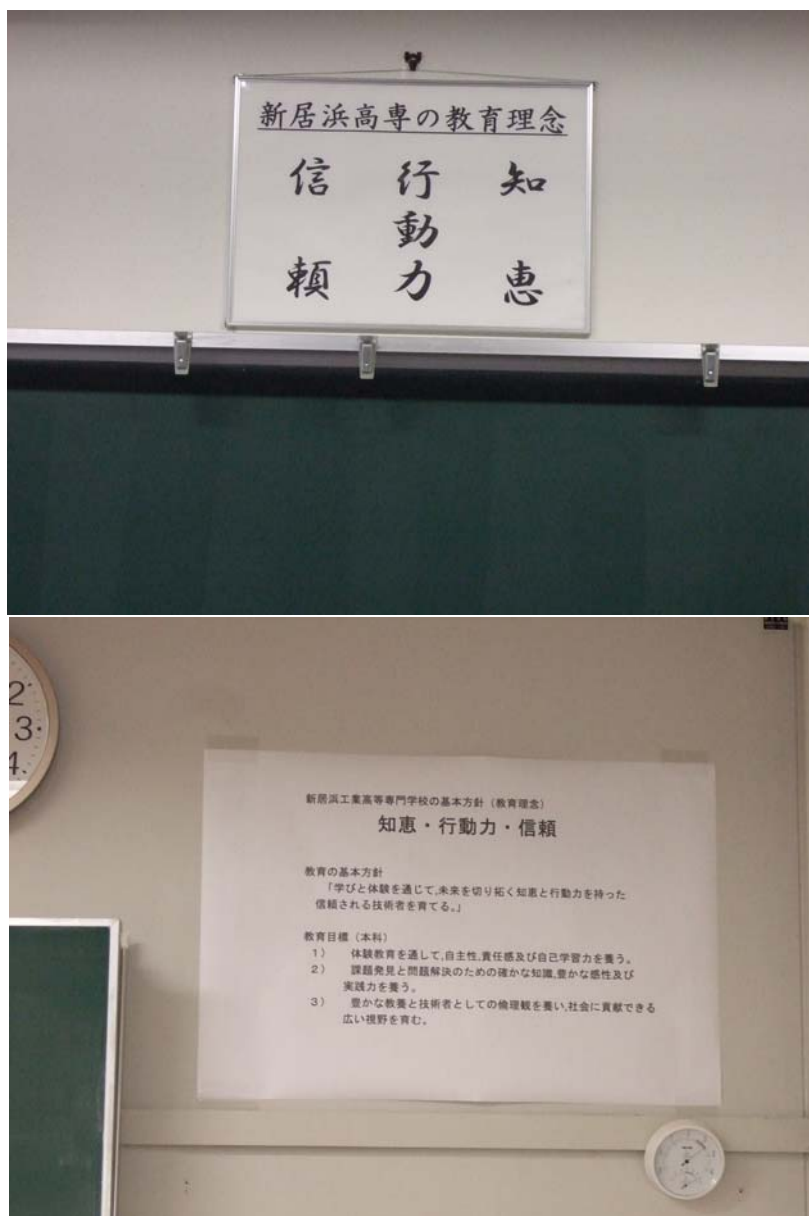 新居浜高専の教育理念
知恵
行動力
信頼
2
3
4
新居浜工業高等専門学校の基本方針（教育理念）
知恵・行動力・信頼
教育の基本方針
「学びと体験を通じて,未来を切り拓く知恵と行動力を持った
信頼される技術者を育てる。」
教育目標（本科）
1） 体験教育を通して,自主性,責任感及び自己学習力を養う。
2） 課題発見と問題解決のための確かな知識,豊かな感性及び
実践力を養う。
3） 豊かな教養と技術者としての倫理観を養い,社会に貢献できる
広い視野を育む。